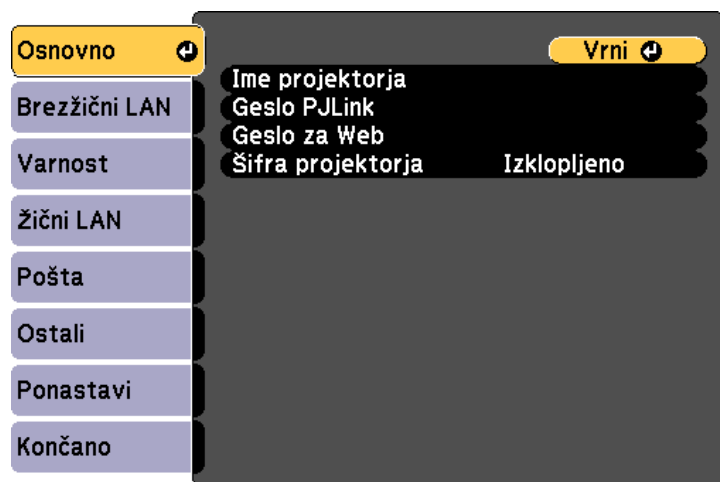 Osnovno
Brezžični LAN
Varnost
Žični LAN
Pošta
Ostali
Ponastavi
Končano
Vrni
Ime projektorja
Geslo PJLink
Geslo za Web
Šifra projektorja Izklopljeno